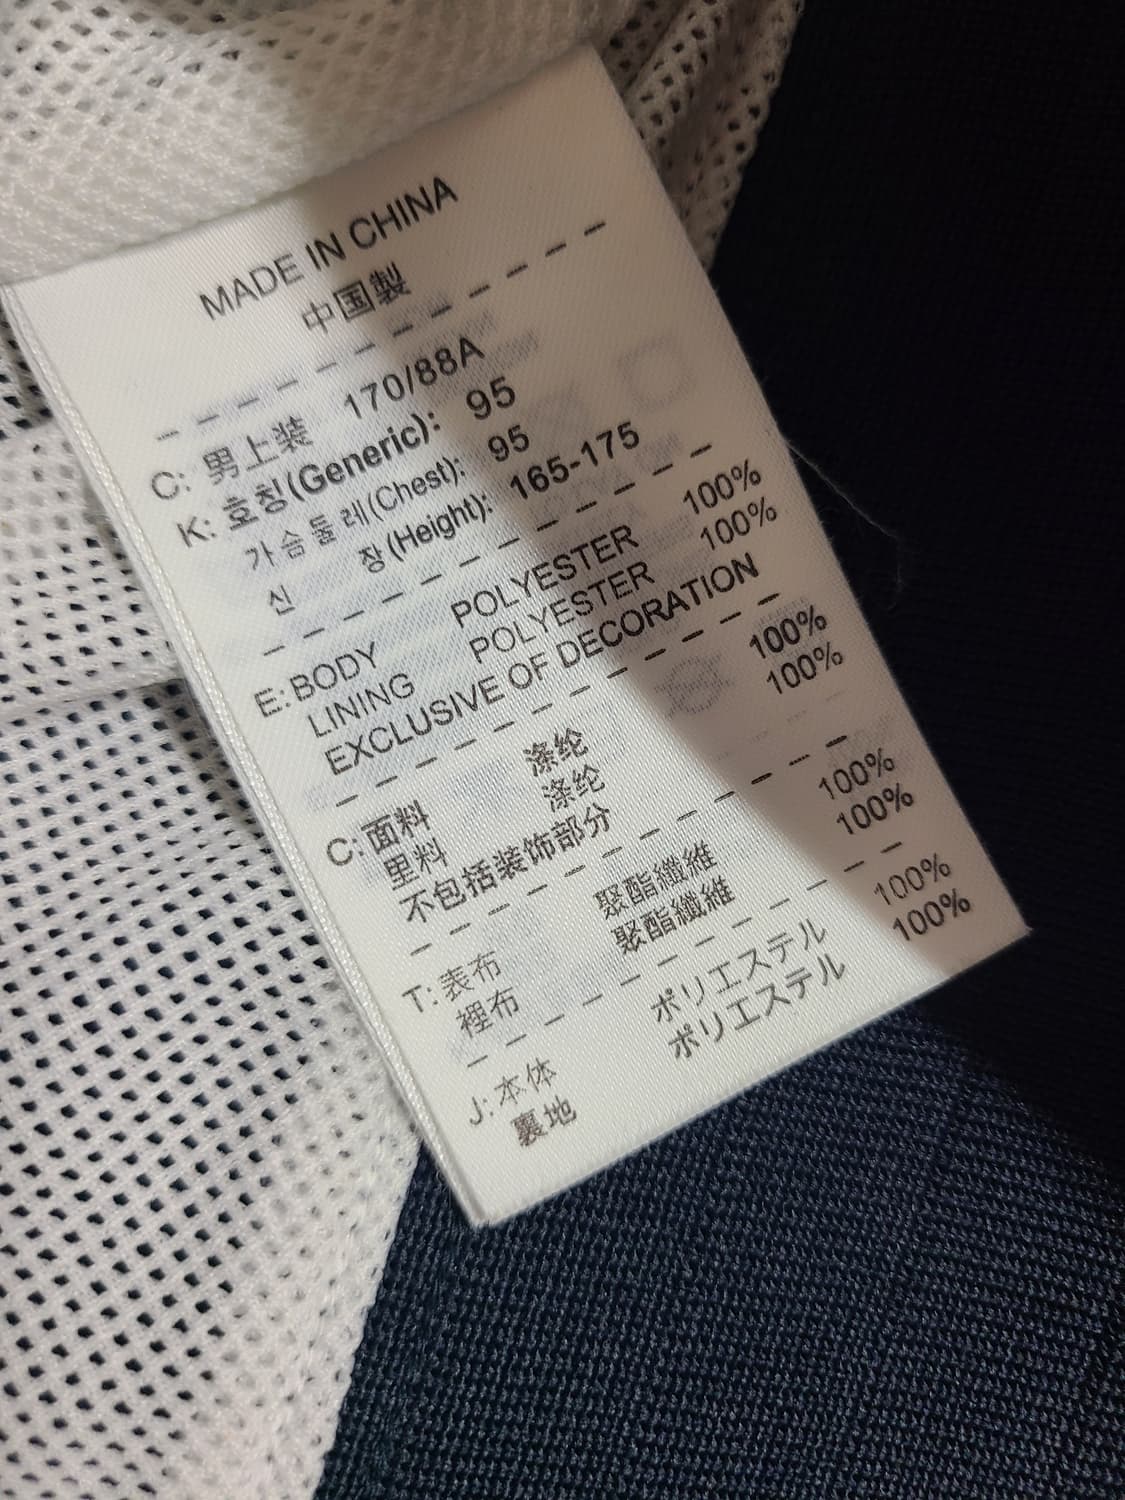 MADE IN CHINA
中国製
C: 男上装 170/88A
K: 호칭(Generic): 95
가슴둘레(Chest): 95
신 장(Height): 165-175
E: BODY POLYESTER 100%
LINING POLYESTER 100%
EXCLUSIVE OF DECORATION
C: 面料 涤纶 100%
里料 涤纶 100%
不包括装饰部分
T: 表布 聚酯纖維 100%
裡布 聚酯纖維 100%
J: 本体 ポリエステル 100%
裏地 ポリエステル 100%